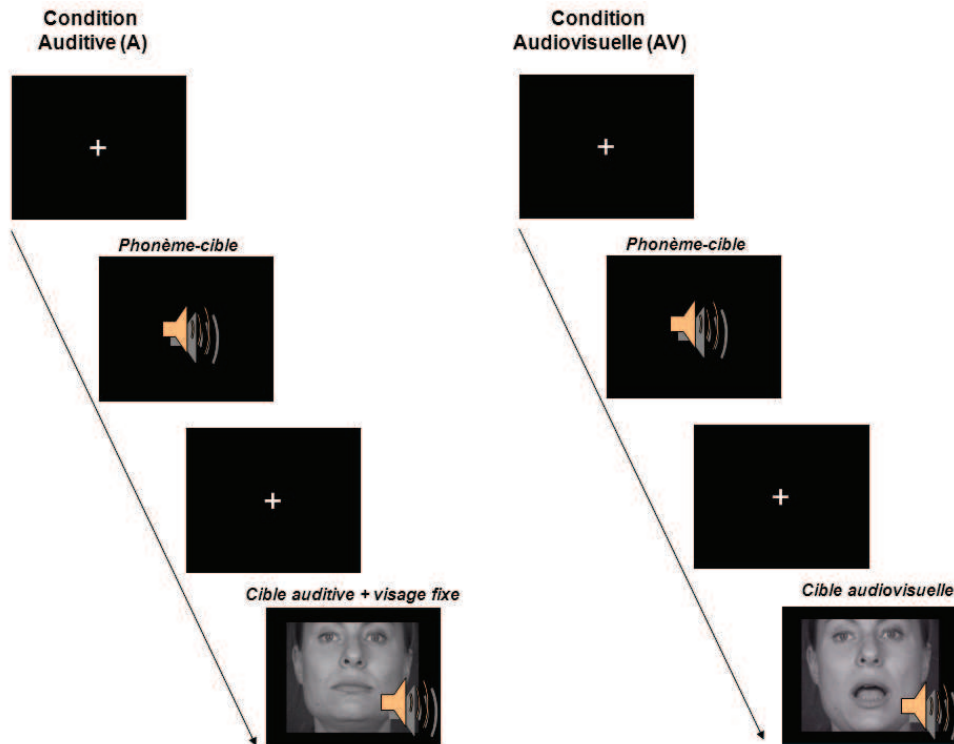 Condition
Auditive (A)
Condition
Audiovisuelle (AV)
Phonème-cible
Phonème-cible
Cible auditive + visage fixe
Cible audiovisuelle